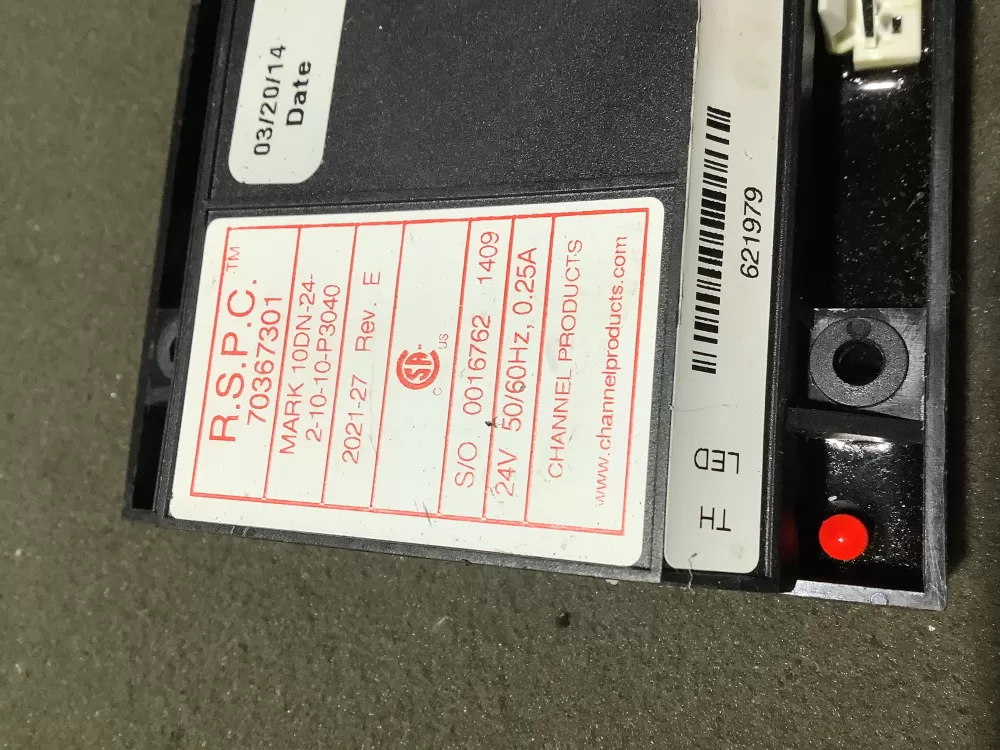 03/20/14
Date
R.S.P.C.™
70367301
MARK 10DN-24-
2-10-10-P3040
2021-27 Rev. E
C SA ® US
S/O 0016762 1409
24V 50/60Hz, 0.25A
CHANNEL PRODUCTS
www.channelproducts.com
621979
LED
TH